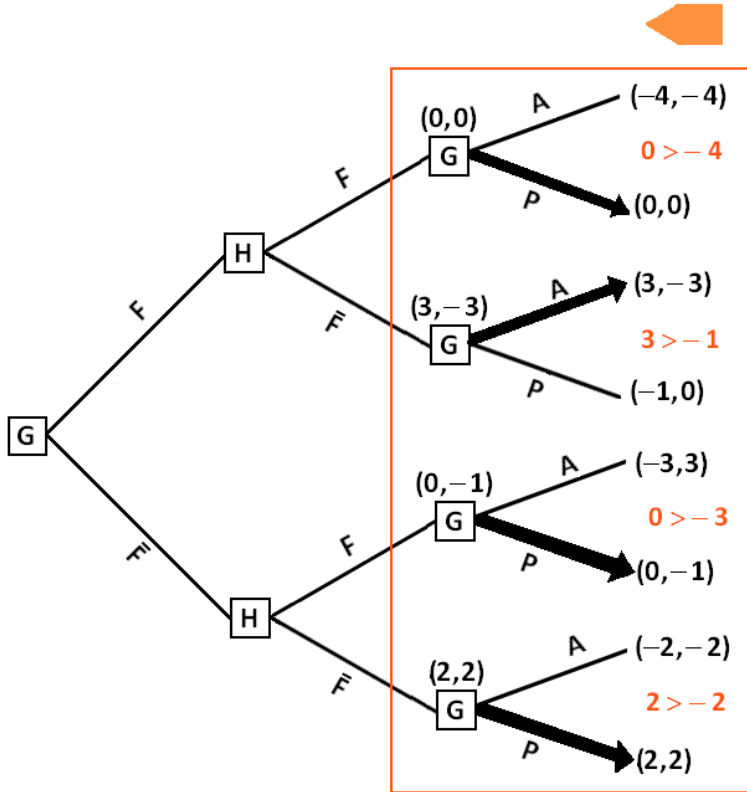 A (−4,−4)
(0,0)
G
0 > −4
F
P (0,0)
H
A (3,−3)
F
(3,−3)
F̄
G
3 > −1
P (−1,0)
G
A (−3,3)
(0,−1)
G
0 > −3
F
F̄
P (0,−1)
H
A (−2,−2)
(2,2)
F̄
G
2 > −2
P (2,2)